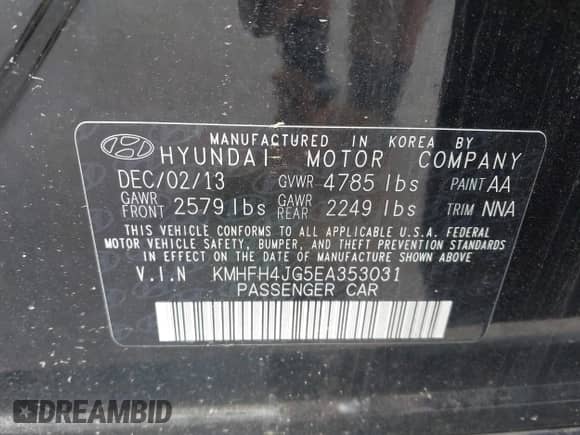 MANUFACTURED IN KOREA BY
HYUNDAI MOTOR COMPANY
DEC/02/13 GVWR 4785 lbs PAINT AA
GAWR FRONT 2579 lbs GAWR REAR 2249 lbs TRIM NNA
THIS VEHICLE CONFORMS TO ALL APPLICABLE U.S.A. FEDERAL
MOTOR VEHICLE SAFETY, BUMPER, AND THEFT PREVENTION
STANDARDS IN EFFECT ON THE DATE OF MANUFACTURE SHOWN ABOVE.
V.I.N KMHFH4JG5EA353031
PASSENGER CAR
DREAMBID